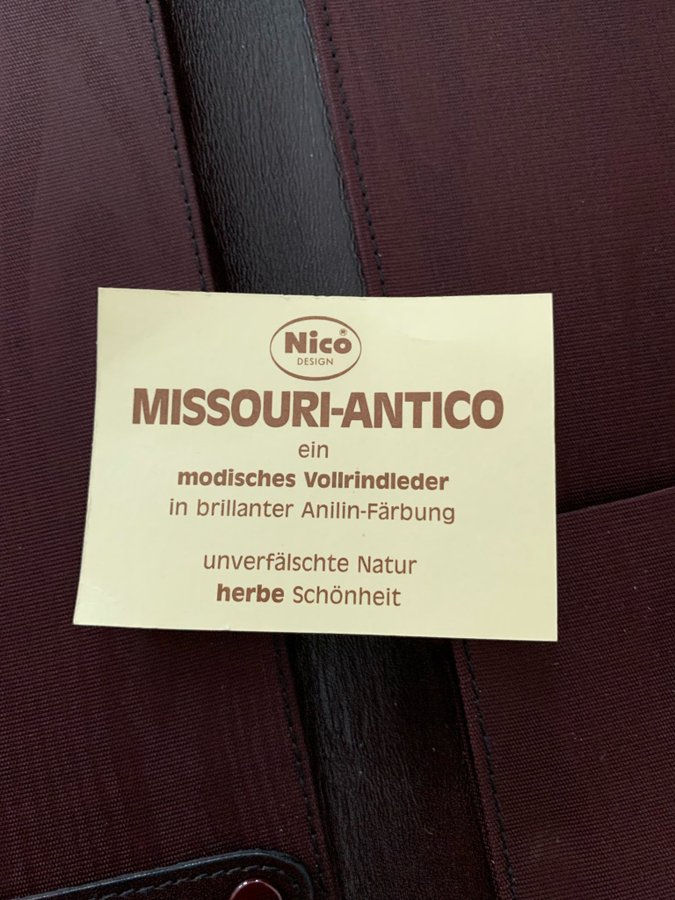 Nico®
DESIGN
MISSOURI-ANTICO
ein
modisches Vollrindleder
in brillanter Anilin-Färbung
unverfälschte Natur
herbe Schönheit